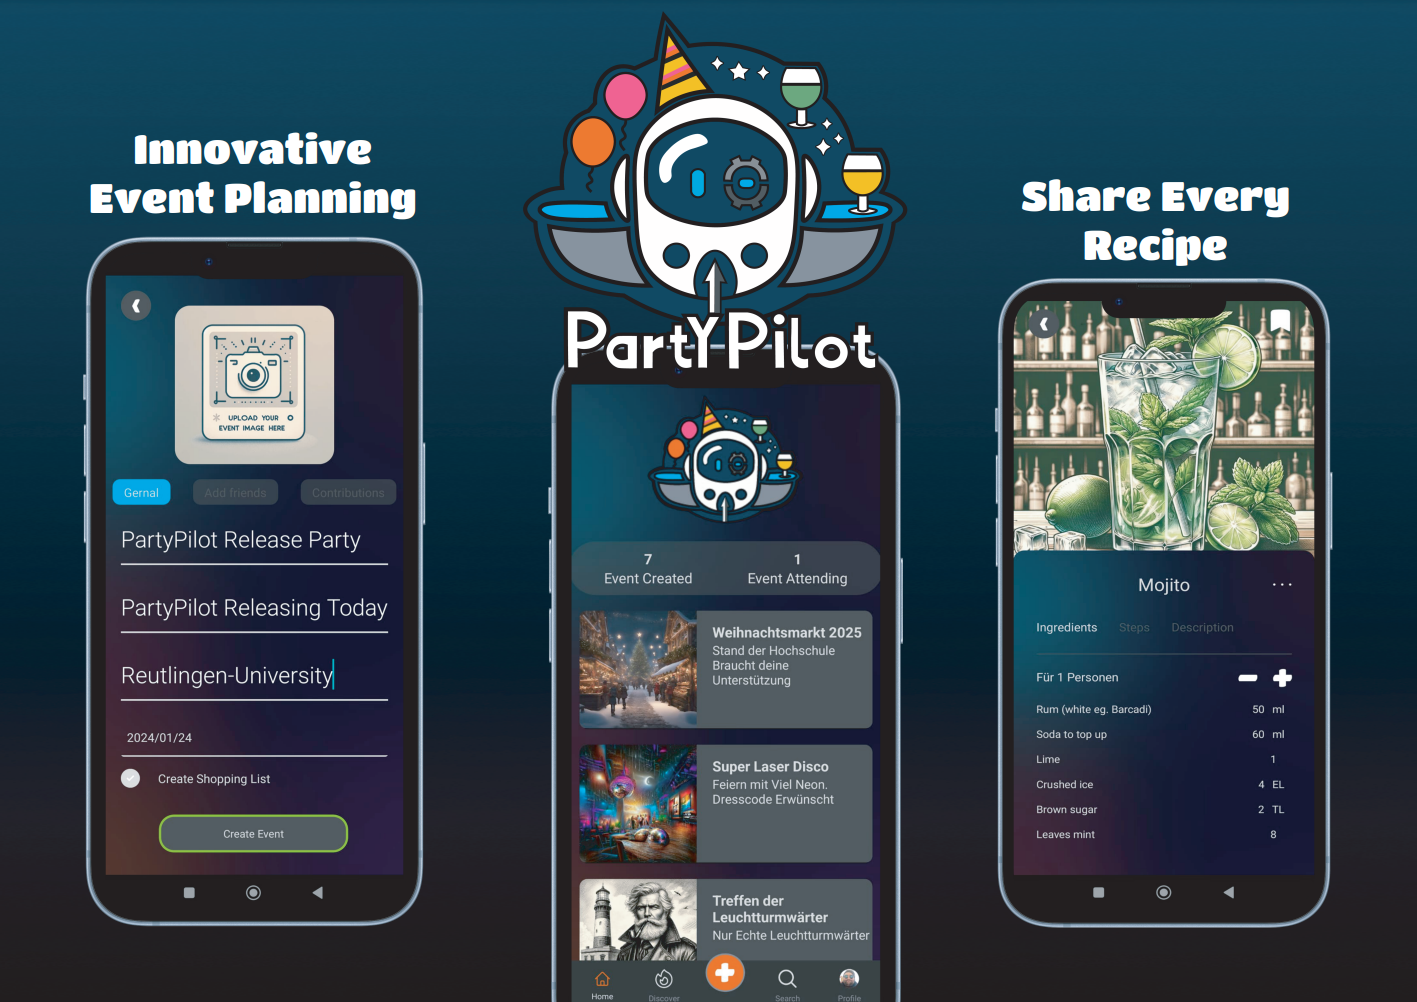 Innovative
Event Planning
UPLOAD YOUR
EVENT IMAGE HERE
Gernal
Add friends
Contributions
PartyPilot Release Party
PartyPilot Releasing Today
Reutlingen-University
2024/01/24
Create Shopping List
Create Event
PartYPilot
7
Event Created
1
Event Attending
Weihnachtsmarkt 2025
Stand der Hochschule
Braucht deine
Unterstützung
Super Laser Disco
Feiern mit Viel Neon.
Dresscode Erwünscht
Treffen der
Leuchtturmwärter
Nur Echte Leuchtturmwärter
Home
Discover
Search
Profile
Share Every
Recipe
Mojito
Ingredients Steps Description
Für 1 Personen
Rum (white eg. Barcadi) 50 ml
Soda to top up 60 ml
Lime 1
Crushed ice 4 EL
Brown sugar 2 TL
Leaves mint 8